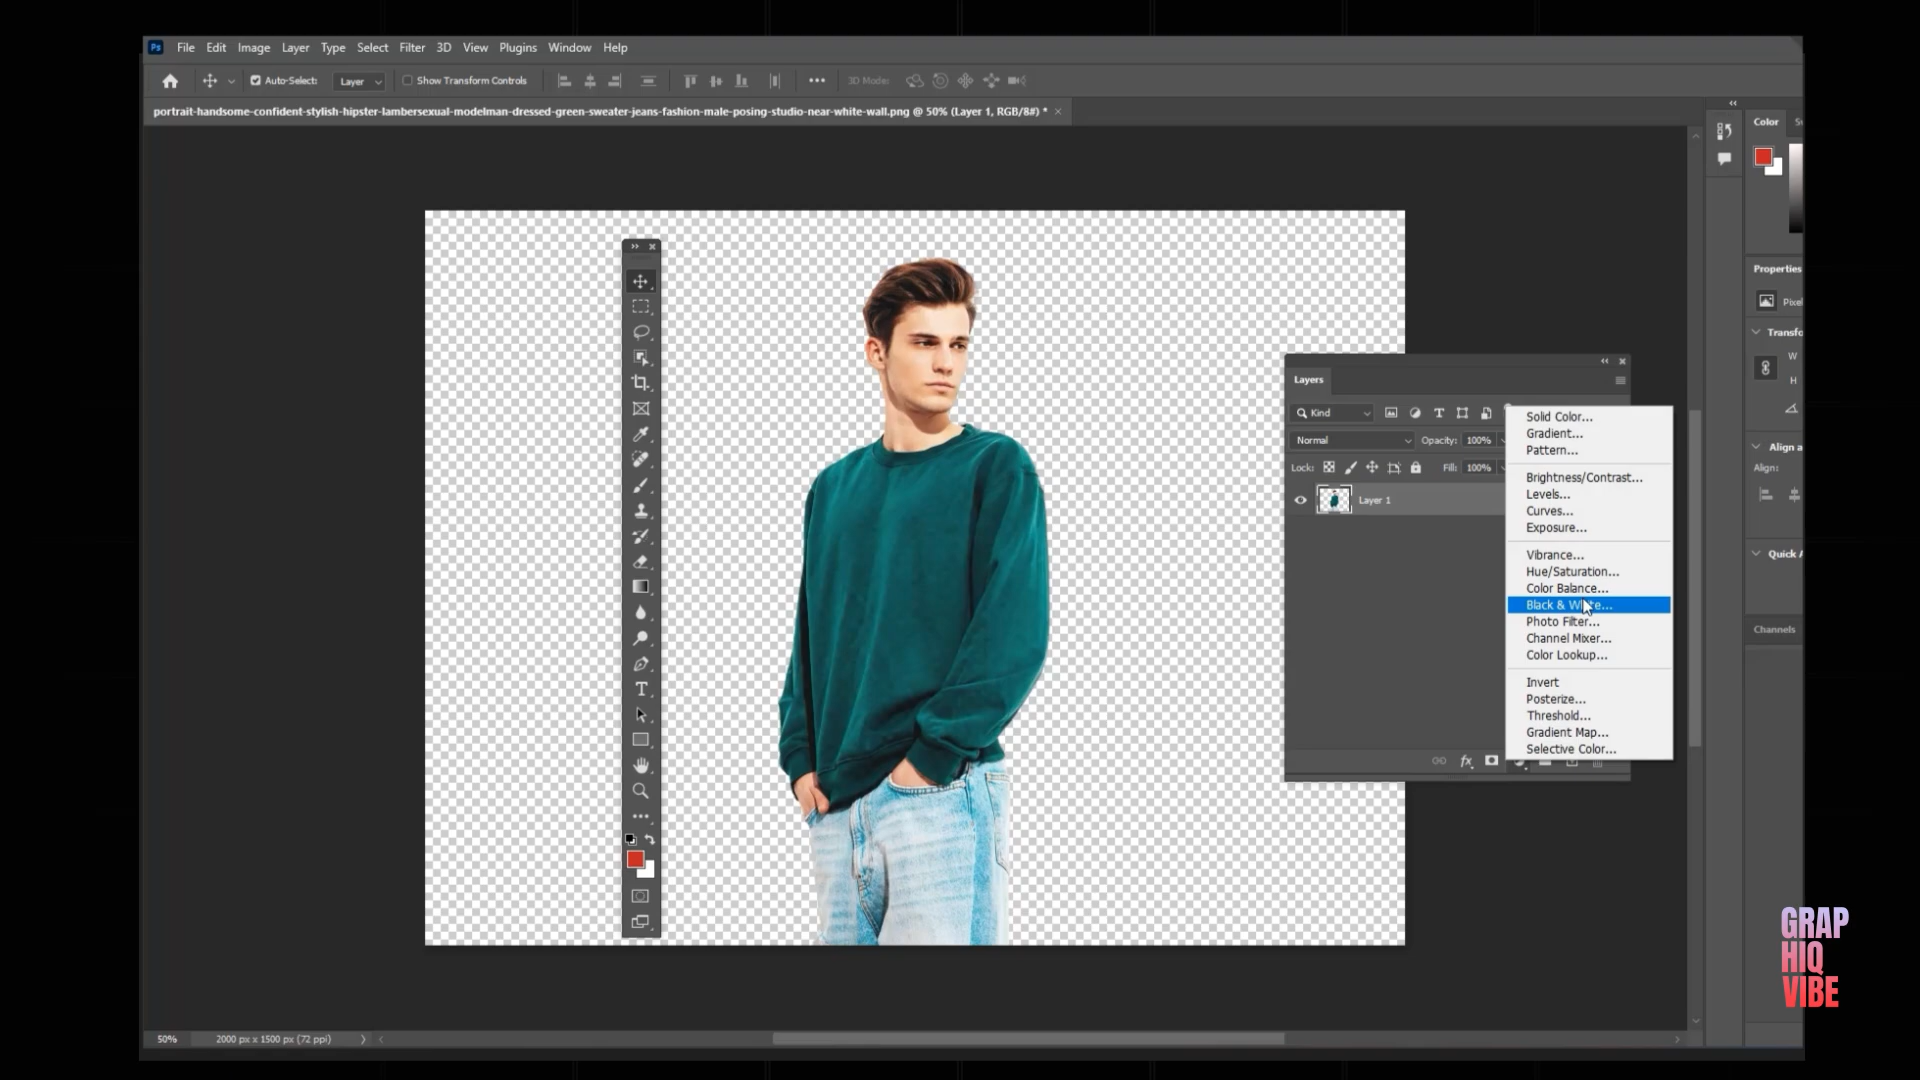 Ps File Edit Image Layer Type Select Filter 3D View Plugins Window Help
Auto-Select: Layer Show Transform Controls 3D Mode:
portrait-handsome-confident-stylish-hipster-lambersexual-modelman-dressed-green-sweater-jeans-fashion-male-posing-studio-near-white-wall.png @ 50% (Layer 1, RGB/8#) *
Color
Properties
Pixel
Transfo
W
H
Align a
Align:
Quick A
Channels
Layers
Kind
Normal Opacity: 100%
Lock: Fill: 100%
Layer 1
fx
Solid Color...
Gradient...
Pattern...
Brightness/Contrast...
Levels...
Curves...
Exposure...
Vibrance...
Hue/Saturation...
Color Balance...
Black & White...
Photo Filter...
Channel Mixer...
Color Lookup...
Invert
Posterize...
Threshold...
Gradient Map...
Selective Color...
50% 2000 px x 1500 px (72 ppi)
GRAP
HIQ
VIBE